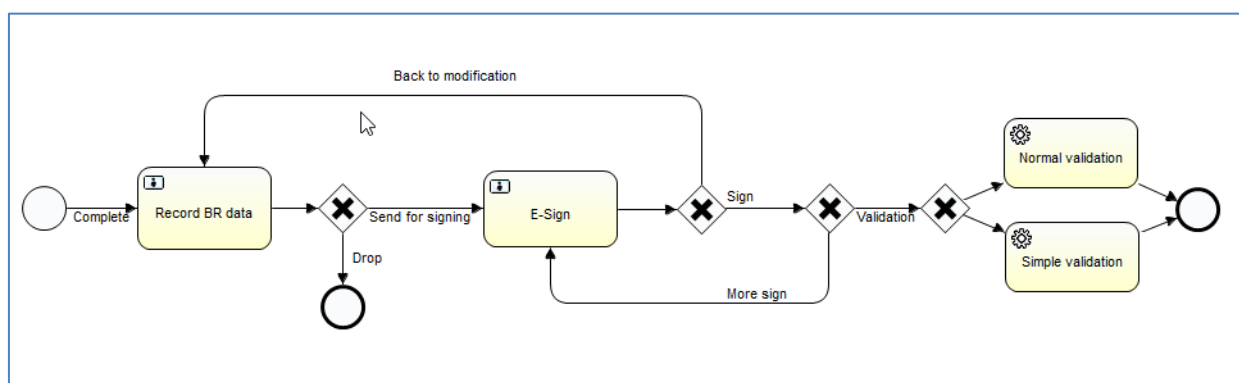 Back to modification
Complete
Record BR data
Send for signing
Drop
E-Sign
Sign
More sign
Validation
Normal validation
Simple validation